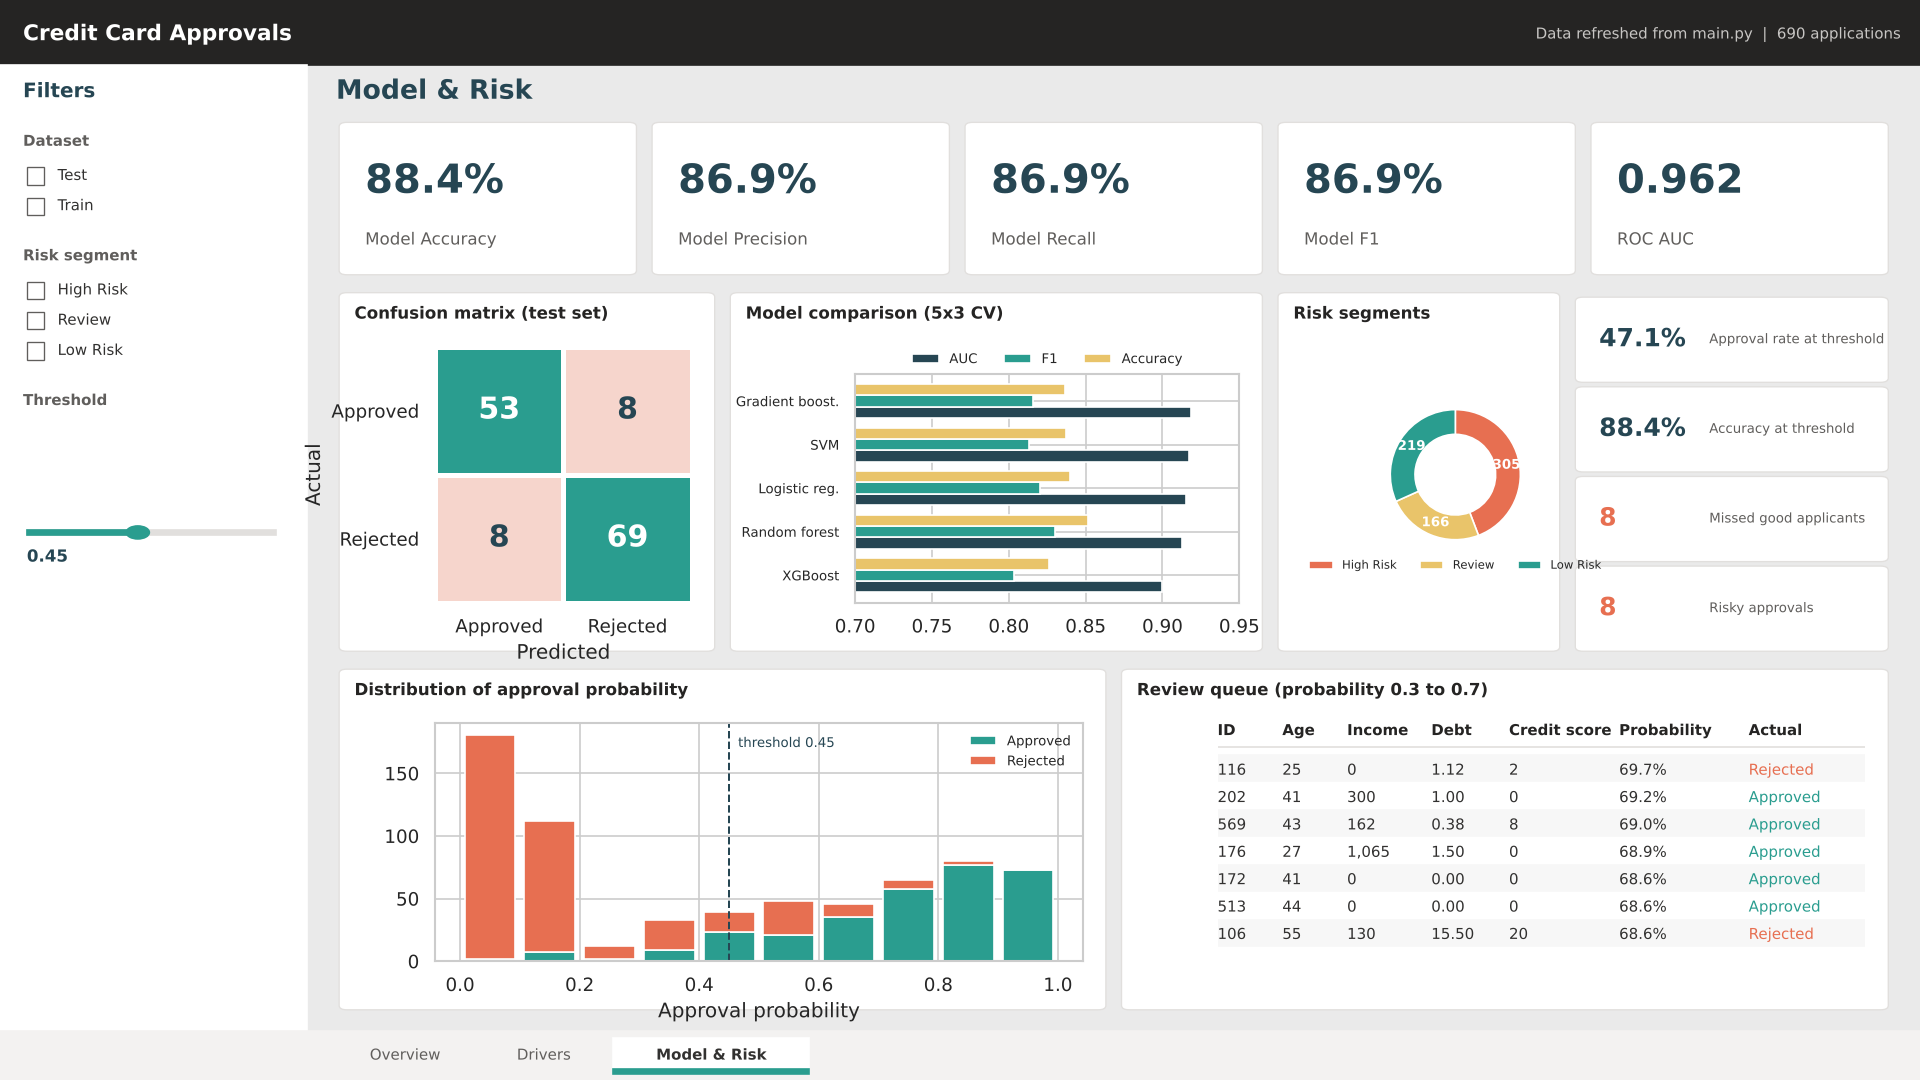 Credit Card Approvals
Data refreshed from main.py | 690 applications
Filters
Dataset
Test
Train
Risk segment
High Risk
Review
Low Risk
Threshold
0.45
Model & Risk
88.4%
Model Accuracy
86.9%
Model Precision
86.9%
Model Recall
86.9%
Model F1
0.962
ROC AUC
Confusion matrix (test set)
Actual
Approved
53
8
Rejected
8
69
Approved
Rejected
Predicted
Model comparison (5x3 CV)
AUC
F1
Accuracy
Gradient boost.
SVM
Logistic reg.
Random forest
XGBoost
0.70 0.75 0.80 0.85 0.90 0.95
Risk segments
219
305
166
High Risk
Review
Low Risk
47.1%
Approval rate at threshold
88.4%
Accuracy at threshold
8
Missed good applicants
8
Risky approvals
Distribution of approval probability
threshold 0.45
Approved
Rejected
150
100
50
0
0.0 0.2 0.4 0.6 0.8 1.0
Approval probability
Review queue (probability 0.3 to 0.7)
ID Age Income Debt Credit score Probability Actual
116 25 0 1.12 2 69.7% Rejected
202 41 300 1.00 0 69.2% Approved
569 43 162 0.38 8 69.0% Approved
176 27 1,065 1.50 0 68.9% Approved
172 41 0 0.00 0 68.6% Approved
513 44 0 0.00 0 68.6% Approved
106 55 130 15.50 20 68.6% Rejected
Overview
Drivers
Model & Risk